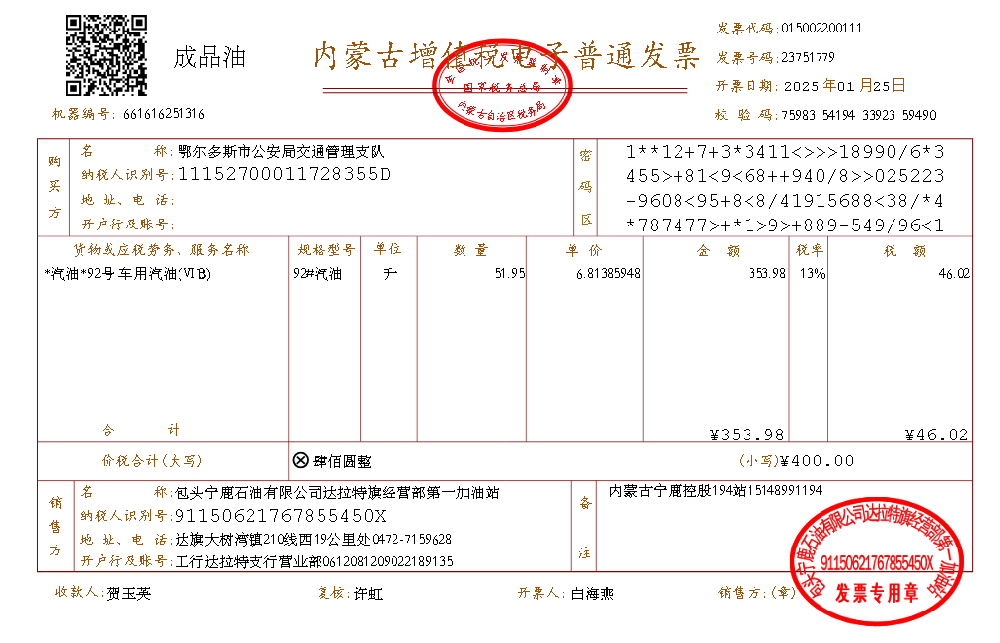 成品油
内蒙古增值税电子普通发票
国家税务总局
内蒙古自治区税务局
发票代码:015002200111
发票号码:23751779
开票日期: 2025 年01 月25日
校 验 码:75983 54194 33923 59490
机器编号: 661616251316
购买方
名 称: 鄂尔多斯市公安局交通管理支队
纳税人识别号: 11152700011728355D
地 址、电 话:
开户行及账号:
密码区
1**12+7+3*3411<>>>18990/6*3
455>+81<9<68++940/8>>025223
-9608<95+8<8/41915688<38/*4
*787477>+*1>9>+889-549/96<1
货物或应税劳务、服务名称 规格型号 单位 数 量 单 价 金 额 税率 税 额
*汽油*92号 车用汽油(VIB) 92#汽油 升 51.95 6.81385948 353.98 13% 46.02
合 计 ¥353.98 ¥46.02
价税合计(大写) ⊗肆佰圆整 (小写)¥400.00
销售方
名 称: 包头宁鹿石油有限公司达拉特旗经营部第一加油站
纳税人识别号: 91150621767855450X
地 址、电 话: 达旗大树湾镇210线西19公里处0472-7159628
开户行及账号: 工行达拉特支行营业部0612081209022189135
备注
内蒙古宁鹿控股194站15148991194
包头宁鹿石油有限公司达拉特旗经营部第一加油站
91150621767855450X
发票专用章
收款人: 贺玉英 复核: 许虹 开票人: 白海燕 销售方: (章)